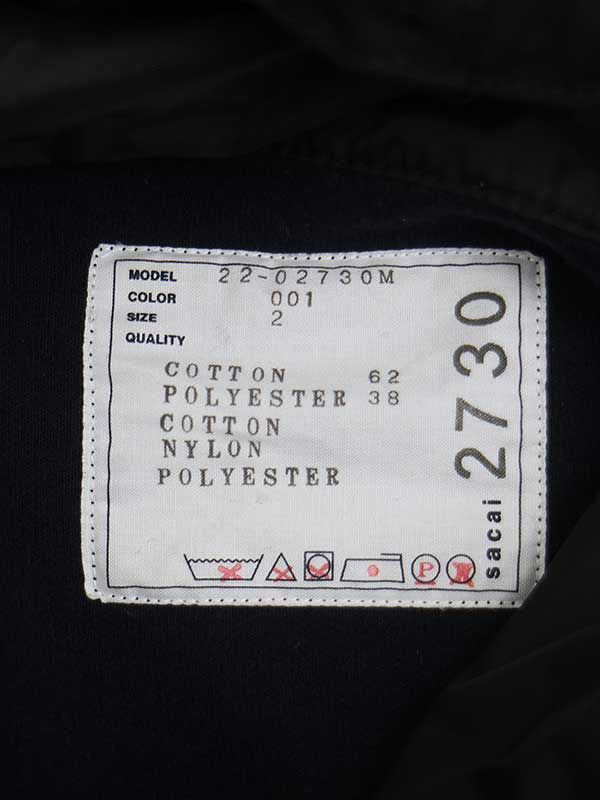 MODEL 22-02730M
COLOR 001
SIZE 2
QUALITY
COTTON 62
POLYESTER 38
COTTON
NYLON
POLYESTER
P
sacai 2730